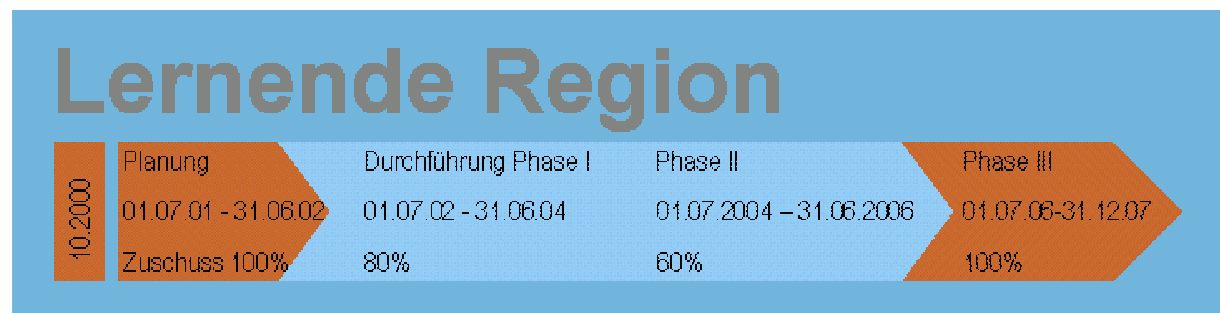 Lernende Region
10.2000
Planung
01.07.01 - 31.06.02
Zuschuss 100%
Durchführung Phase I
01.07.02 - 31.06.04
80%
Phase II
01.07.2004 – 31.06.2006
60%
Phase III
01.07.06-31.12.07
100%